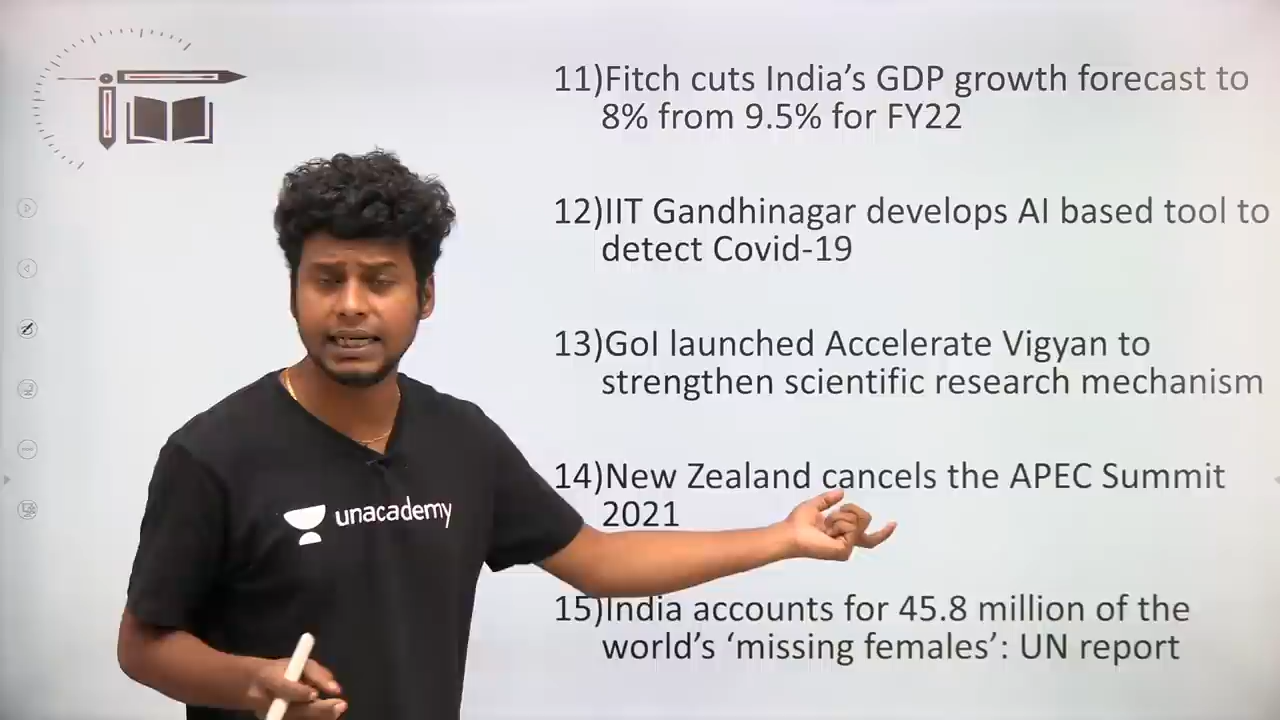 11)Fitch cuts India’s GDP growth forecast to
8% from 9.5% for FY22
12)IIT Gandhinagar develops AI based tool to
detect Covid-19
13)GoI launched Accelerate Vigyan to
strengthen scientific research mechanism
14)New Zealand cancels the APEC Summit
2021
15)India accounts for 45.8 million of the
world’s ‘missing females’: UN report
unacademy